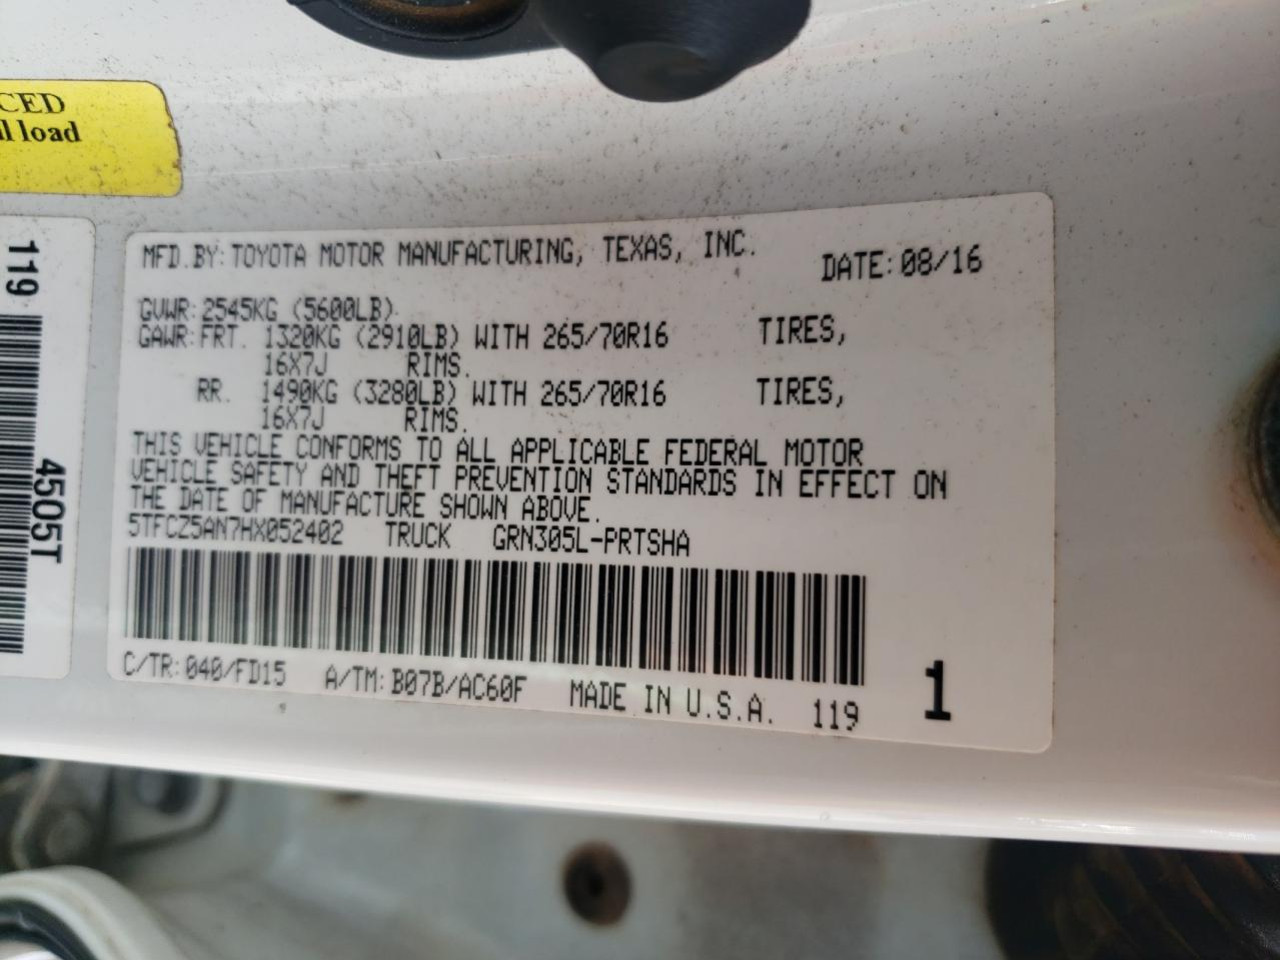 CED
ll load
119
4505T
MFD.BY:TOYOTA MOTOR MANUFACTURING, TEXAS, INC. DATE:08/16
GVWR:2545KG (5600LB)
GAWR:FRT. 1320KG (2910LB) WITH 265/70R16 TIRES,
16X7J RIMS.
RR. 1490KG (3280LB) WITH 265/70R16 TIRES,
16X7J RIMS.
THIS VEHICLE CONFORMS TO ALL APPLICABLE FEDERAL MOTOR
VEHICLE SAFETY AND THEFT PREVENTION STANDARDS IN EFFECT ON
THE DATE OF MANUFACTURE SHOWN ABOVE.
5TFCZ5AN7HX052402 TRUCK GRN305L-PRTSHA
C/TR:040/FD15 A/TM:B07B/AC60F MADE IN U.S.A. 119
1